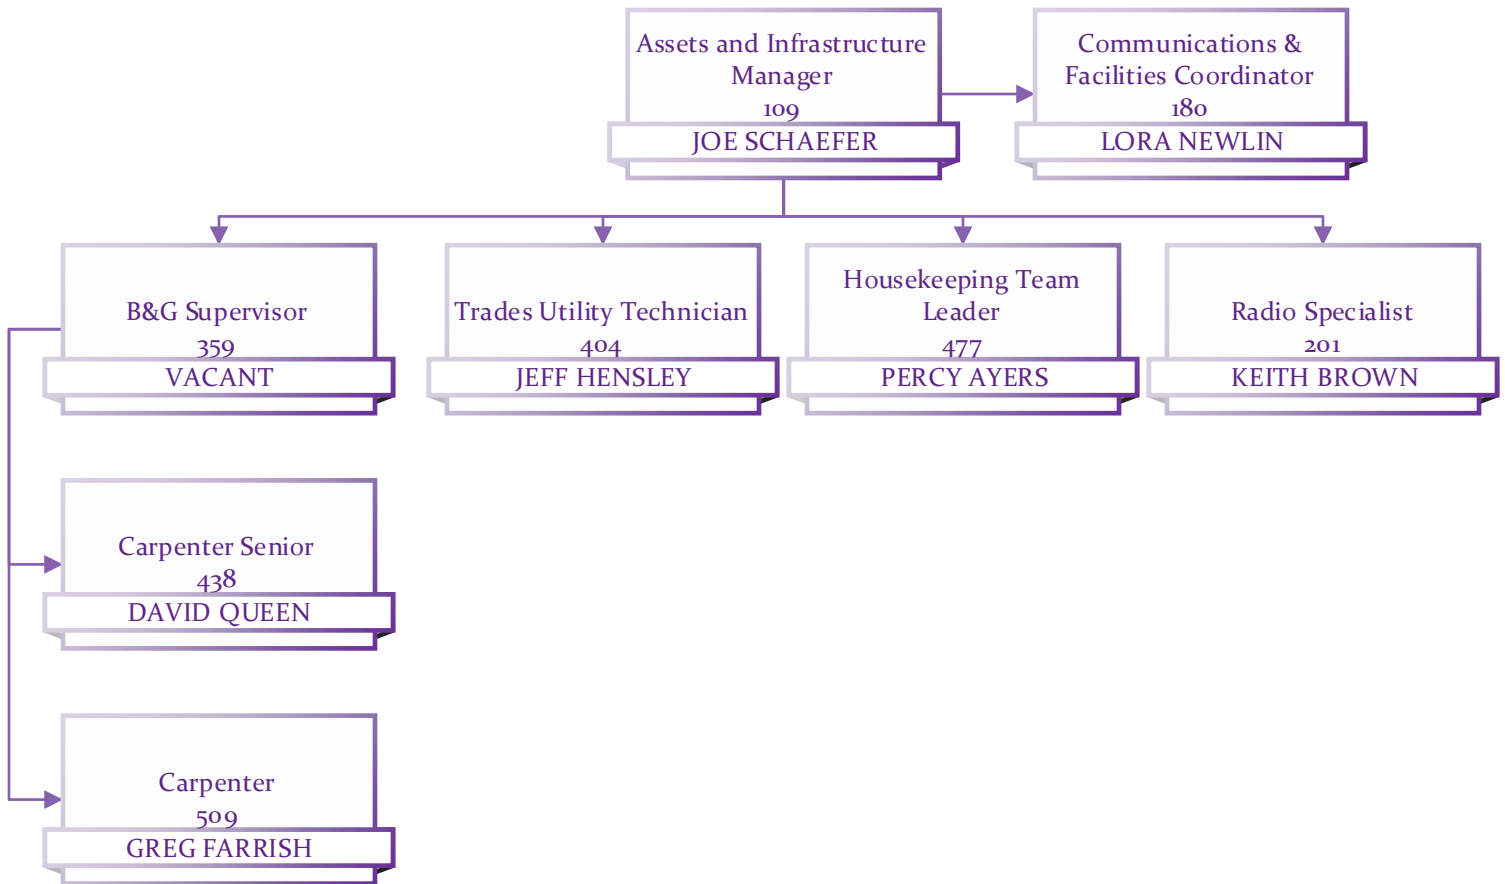 Assets and Infrastructure
Manager
109
JOE SCHAEFER
Communications &
Facilities Coordinator
180
LORA NEWLIN
B&G Supervisor
359
VACANT
Trades Utility Technician
404
JEFF HENSLEY
Housekeeping Team
Leader
477
PERCY AYERS
Radio Specialist
201
KEITH BROWN
Carpenter Senior
438
DAVID QUEEN
Carpenter
509
GREG FARRISH